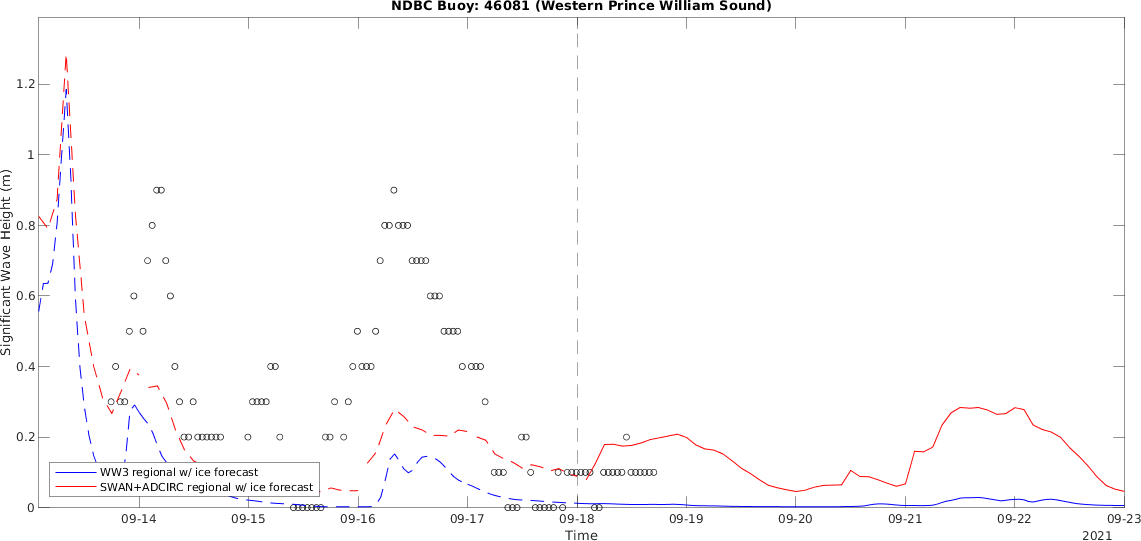 NDBC Buoy: 46081 (Western Prince William Sound)
Significant Wave Height (m)
1.2
1
0.8
0.6
0.4
0.2
0
WW3 regional w/ ice forecast
SWAN+ADCIRC regional w/ ice forecast
09-14 09-15 09-16 09-17 09-18 09-19 09-20 09-21 09-22 09-23
Time
2021